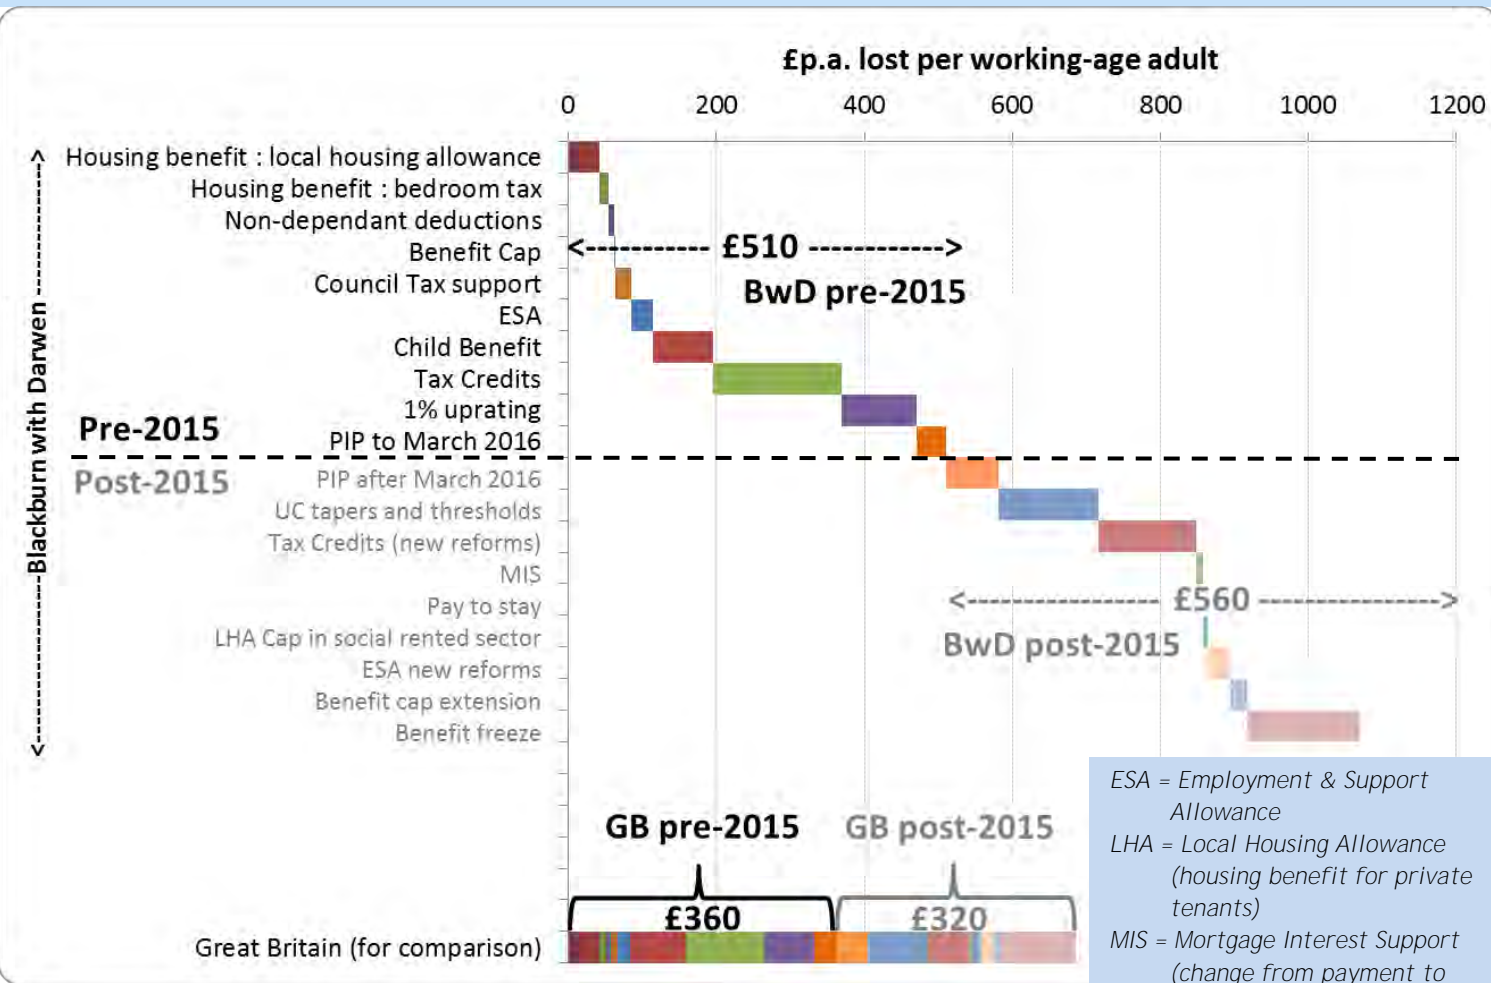 £p.a. lost per working-age adult
0 200 400 600 800 1000 1200
<----------Blackburn with Darwen---------->
Housing benefit : local housing allowance
Housing benefit : bedroom tax
Non-dependant deductions
Benefit Cap
<----------- £510 ------------>
Council Tax support
BwD pre-2015
ESA
Child Benefit
Tax Credits
1% uprating
Pre-2015
PIP to March 2016
Post-2015
PIP after March 2016
UC tapers and thresholds
Tax Credits (new reforms)
MIS
Pay to stay
<---------------- £560 ---------------->
LHA Cap in social rented sector
BwD post-2015
ESA new reforms
Benefit cap extension
Benefit freeze
GB pre-2015 GB post-2015
£360 £320
Great Britain (for comparison)
ESA = Employment & Support
Allowance
LHA = Local Housing Allowance
(housing benefit for private
tenants)
MIS = Mortgage Interest Support
(change from payment to